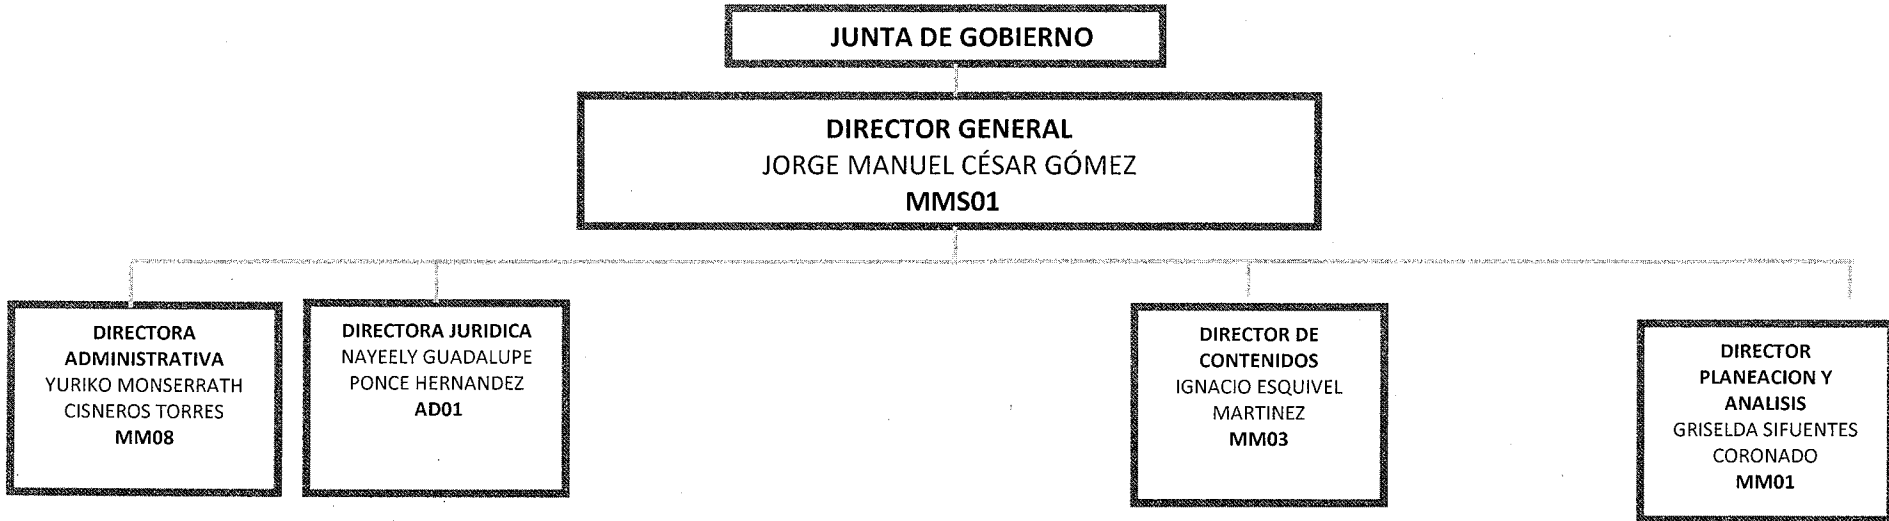 JUNTA DE GOBIERNO
DIRECTOR GENERAL
JORGE MANUEL CÉSAR GÓMEZ
MMS01
DIRECTORA
ADMINISTRATIVA
YURIKO MONSERRATH
CISNEROS TORRES
MM08
DIRECTORA JURIDICA
NAYEELY GUADALUPE
PONCE HERNANDEZ
AD01
DIRECTOR DE
CONTENIDOS
IGNACIO ESQUIVEL
MARTINEZ
MM03
DIRECTOR
PLANEACION Y
ANALISIS
GRISELDA SIFUENTES
CORONADO
MM01